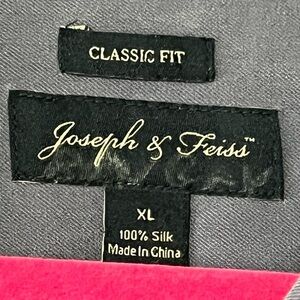 CLASSIC FIT
Joseph & Feiss™
XL
100% Silk
Made In China